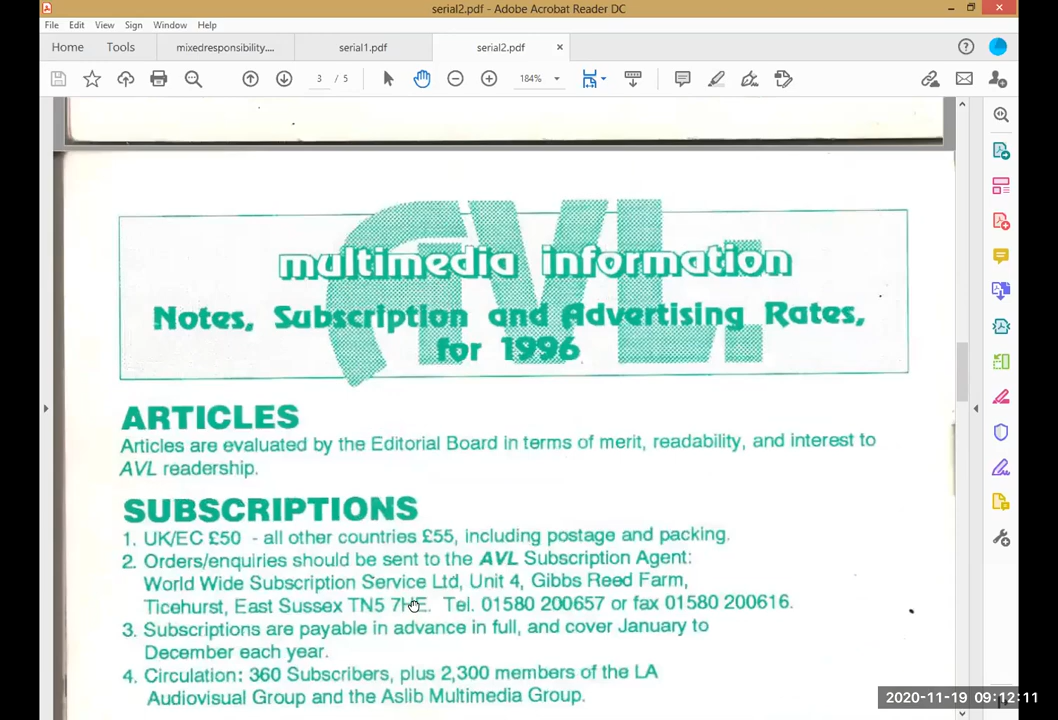 serial2.pdf - Adobe Acrobat Reader DC
File Edit View Sign Window Help
Home Tools mixedresponsibility.... serial1.pdf serial2.pdf ×
3 / 5 184%
AVL
multimedia information
Notes, Subscription and Advertising Rates,
for 1996
ARTICLES
Articles are evaluated by the Editorial Board in terms of merit, readability, and interest to
AVL readership.
SUBSCRIPTIONS
1. UK/EC £50 - all other countries £55, including postage and packing.
2. Orders/enquiries should be sent to the AVL Subscription Agent:
World Wide Subscription Service Ltd, Unit 4, Gibbs Reed Farm,
Ticehurst, East Sussex TN5 7HE. Tel. 01580 200657 or fax 01580 200616.
3. Subscriptions are payable in advance in full, and cover January to
December each year.
4. Circulation: 360 Subscribers, plus 2,300 members of the LA
Audiovisual Group and the Aslib Multimedia Group.
2020-11-19 09:12:11